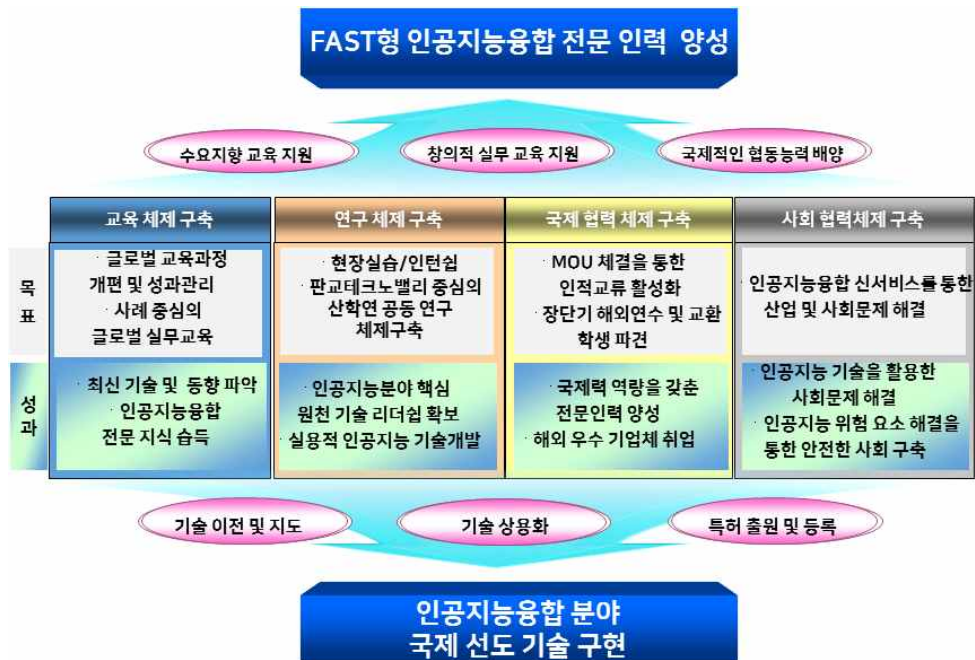 FAST형 인공지능융합 전문 인력 양성
수요지향 교육 지원
창의적 실무 교육 지원
국제적인 협동능력 배양
교육 체제 구축
연구 체제 구축
국제 협력 체제 구축
사회 협력체제 구축
목
표
· 글로벌 교육과정
개편 및 성과관리
· 사례 중심의
글로벌 실무교육
· 현장실습/인턴쉽
· 판교테크노밸리 중심의
산학연 공동 연구
체제구축
· MOU 체결을 통한
인적교류 활성화
· 장단기 해외연수 및 교환
학생 파견
· 인공지능융합 신서비스를 통한
산업 및 사회문제 해결
성
과
· 최신 기술 및 동향 파악
· 인공지능융합
전문 지식 습득
· 인공지능분야 핵심
원천 기술 리더쉽 확보
· 실용적 인공지능 기술개발
· 국제력 역량을 갖춘
전문인력 양성
· 해외 우수 기업체 취업
· 인공지능 기술을 활용한
사회문제 해결
· 인공지능 위험 요소 해결을
통한 안전한 사회 구축
기술 이전 및 지도
기술 상용화
특허 출원 및 등록
인공지능융합 분야
국제 선도 기술 구현